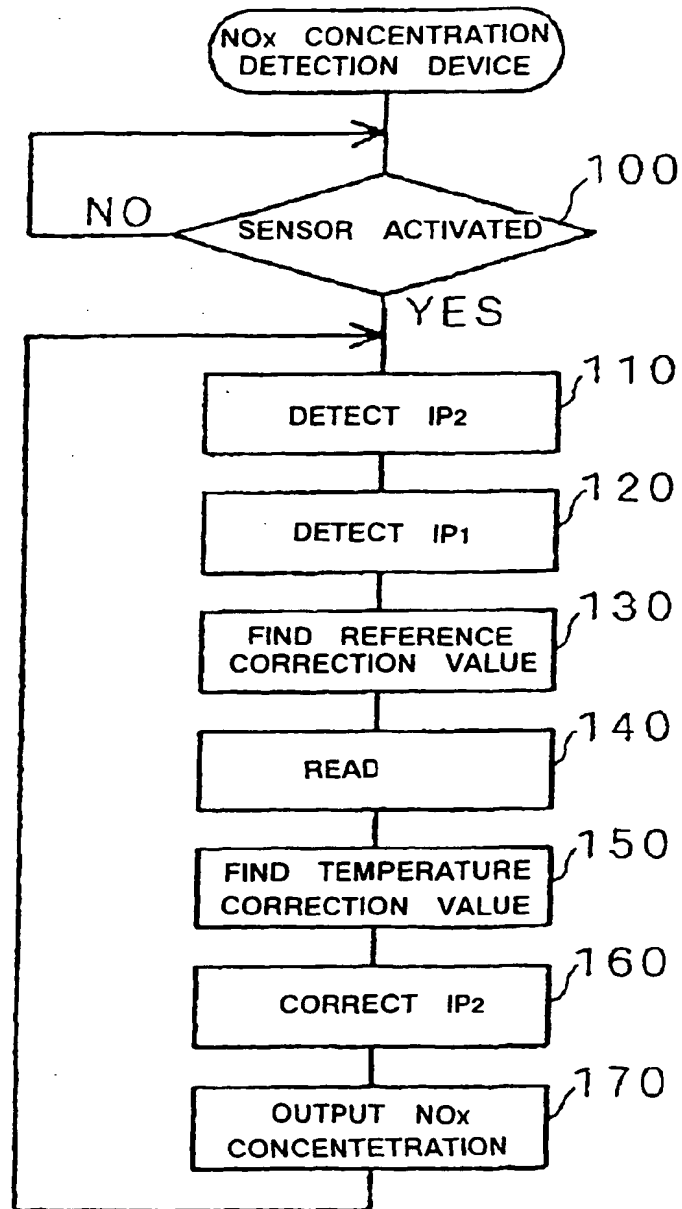 NOx CONCENTRATION
DETECTION DEVICE
100
NO
SENSOR ACTIVATED
YES
110
DETECT IP2
120
DETECT IP1
130
FIND REFERENCE
CORRECTION VALUE
140
READ
150
FIND TEMPERATURE
CORRECTION VALUE
160
CORRECT IP2
170
OUTPUT NOx
CONCENTETRATION